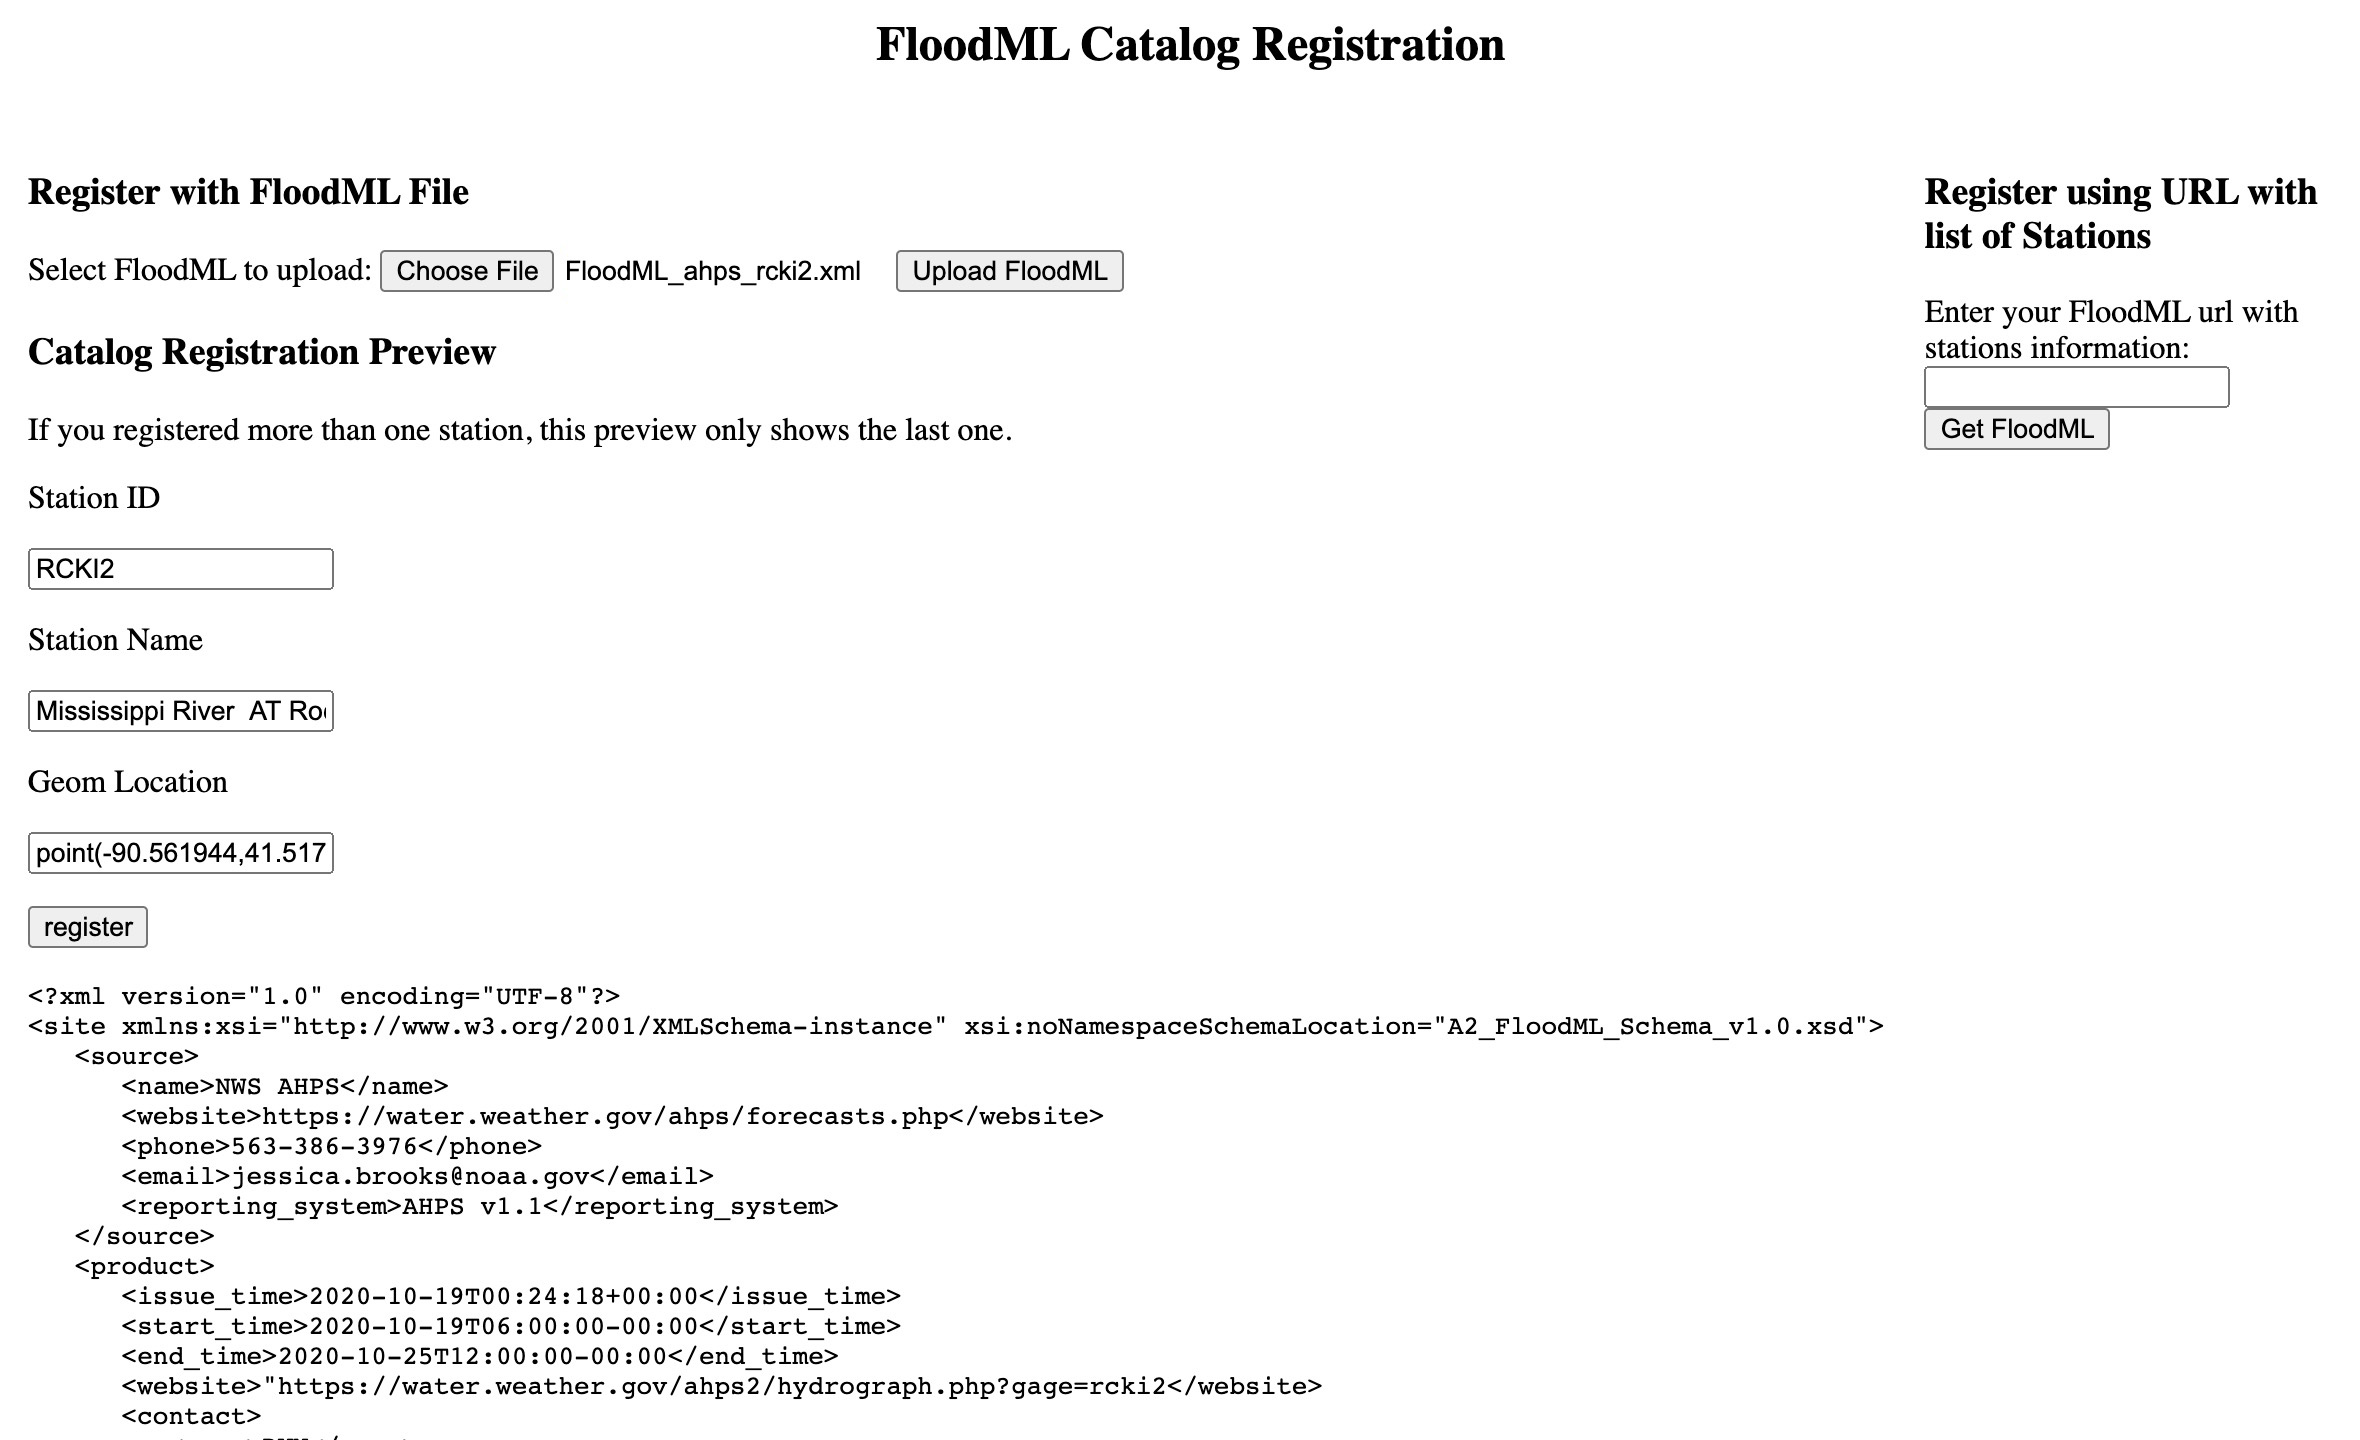 FloodML Catalog Registration
Register with FloodML File
Select FloodML to upload: Choose File FloodML_ahps_rcki2.xml Upload FloodML
Catalog Registration Preview
If you registered more than one station, this preview only shows the last one.
Station ID
RCKI2
Station Name
Mississippi River  AT Ro
Geom Location
point(-90.561944,41.517
register
<?xml version="1.0" encoding="UTF-8"?>
<site xmlns:xsi="http://www.w3.org/2001/XMLSchema-instance" xsi:noNamespaceSchemaLocation="A2_FloodML_Schema_v1.0.xsd">
   <source>
      <name>NWS AHPS</name>
      <website>https://water.weather.gov/ahps/forecasts.php</website>
      <phone>563-386-3976</phone>
      <email>jessica.brooks@noaa.gov</email>
      <reporting_system>AHPS v1.1</reporting_system>
   </source>
   <product>
      <issue_time>2020-10-19T00:24:18+00:00</issue_time>
      <start_time>2020-10-19T06:00:00-00:00</start_time>
      <end_time>2020-10-25T12:00:00-00:00</end_time>
      <website>"https://water.weather.gov/ahps2/hydrograph.php?gage=rcki2</website>
      <contact>
Register using URL with
list of Stations
Enter your FloodML url with
stations information:
Get FloodML